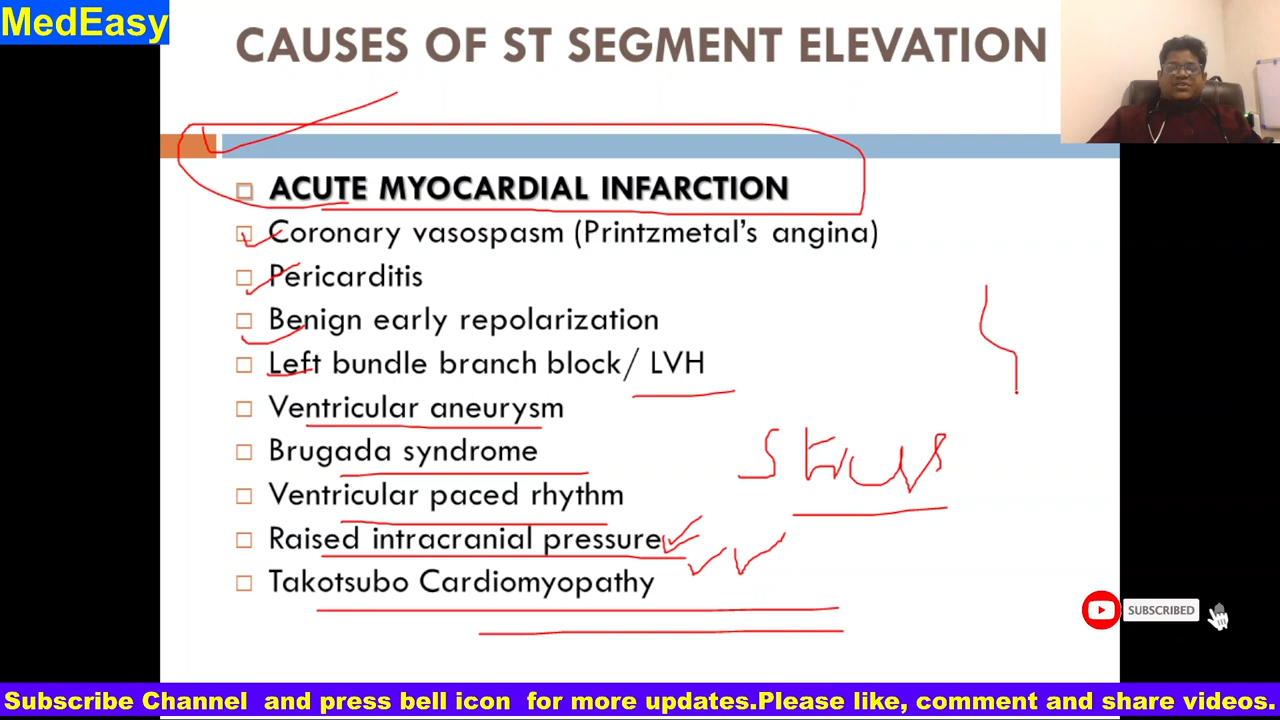 MedEasy
CAUSES OF ST SEGMENT ELEVATION
ACUTE MYOCARDIAL INFARCTION
Coronary vasospasm (Printzmetal's angina)
Pericarditis
Benign early repolarization
Left bundle branch block/ LVH
Ventricular aneurysm
Brugada syndrome
Ventricular paced rhythm
Raised intracranial pressure
Takotsubo Cardiomyopathy
SUBSCRIBED
Subscribe Channel and press bell icon for more updates.Please like, comment and share videos.